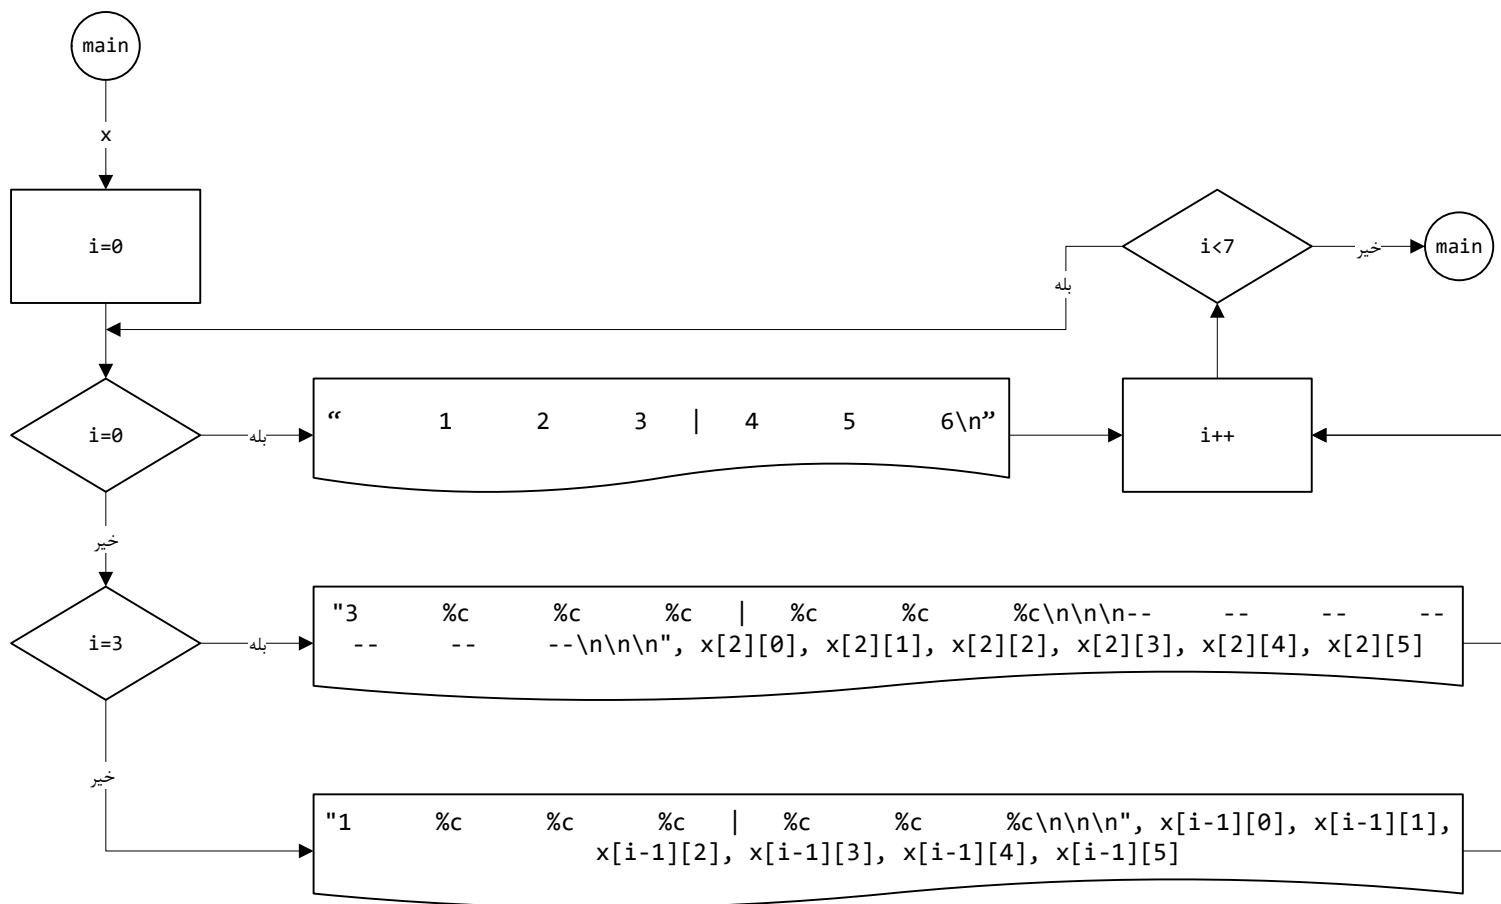 main
x
i=0
i<7
خیر
main
بله
i=0
بله
“       1       2       3   |   4       5       6\n”
i++
خیر
i=3
بله
"3       %c       %c       %c   |   %c       %c       %c\n\n\n--      --      --      --
--      --      --\n\n\n", x[2][0], x[2][1], x[2][2], x[2][3], x[2][4], x[2][5]
خیر
"1       %c       %c       %c   |   %c       %c       %c\n\n\n", x[i-1][0], x[i-1][1],
x[i-1][2], x[i-1][3], x[i-1][4], x[i-1][5]